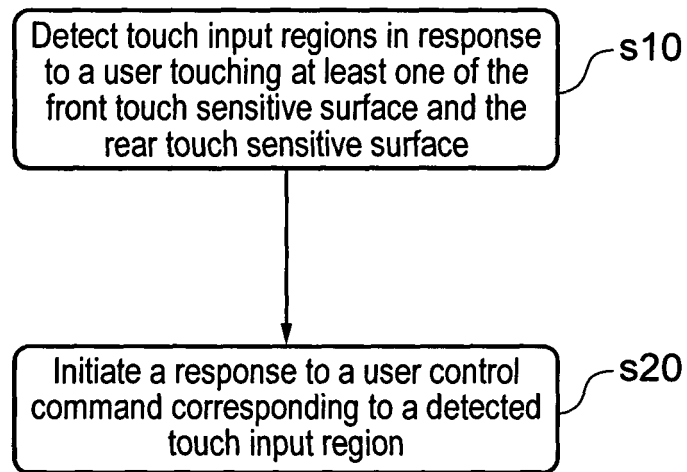 Detect touch input regions in response
to a user touching at least one of the
front touch sensitive surface and the
rear touch sensitive surface
s10
Initiate a response to a user control
command corresponding to a detected
touch input region
s20